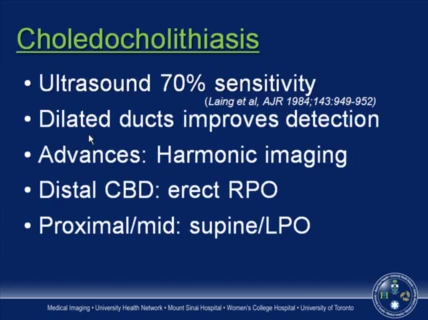 Choledocholithiasis
• Ultrasound 70% sensitivity
(Laing et al, AJR 1984;143:949-952)
• Dilated ducts improves detection
• Advances: Harmonic imaging
• Distal CBD: erect RPO
• Proximal/mid: supine/LPO
Medical Imaging • University Health Network • Mount Sinai Hospital • Women's College Hospital • University of Toronto